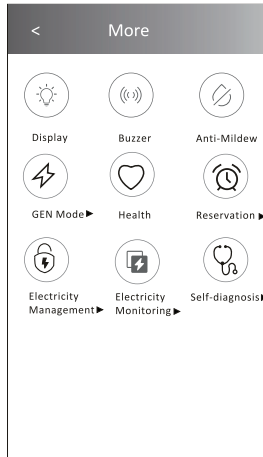 < More
Display Buzzer Anti-Mildew
GEN Mode▶ Health Reservation▶
Electricity Electricity Self-diagnosis▶
Management▶ Monitoring▶